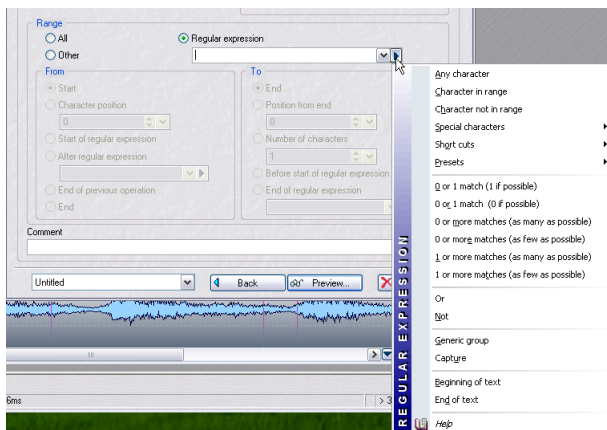 Range
All
Regular expression
Other
From
To
Start
End
Character position
Position from end
0
0
Start of regular expression
Number of characters
After regular expression
1
Before start of regular expression
End of previous operation
End of regular expression
End
Comment
Untitled
Back
Preview...
6ms
> 3
REGULAR EXPRESSION
Any character
Character in range
Character not in range
Special characters
Short cuts
Presets
0 or 1 match (1 if possible)
0 or 1 match (0 if possible)
0 or more matches (as many as possible)
0 or more matches (as few as possible)
1 or more matches (as many as possible)
1 or more matches (as few as possible)
Or
Not
Generic group
Capture
Beginning of text
End of text
Help